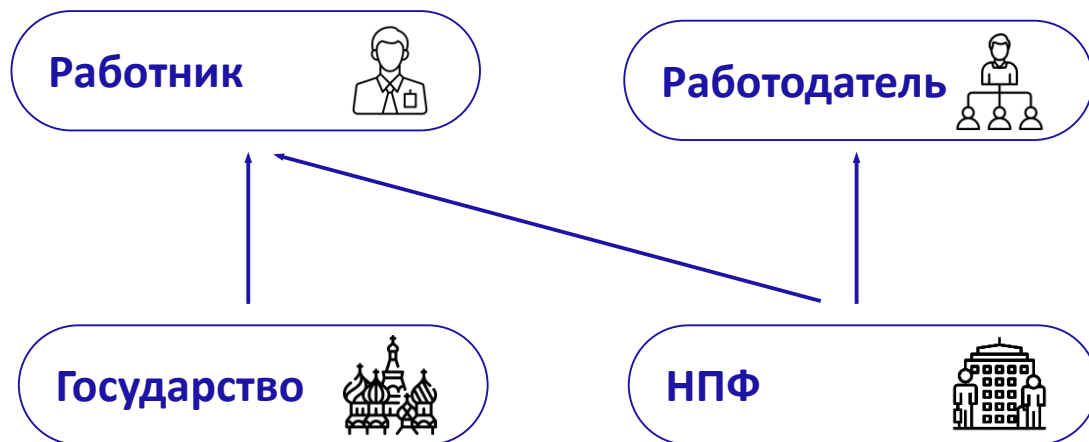 Работник
Работодатель
Государство
НПФ